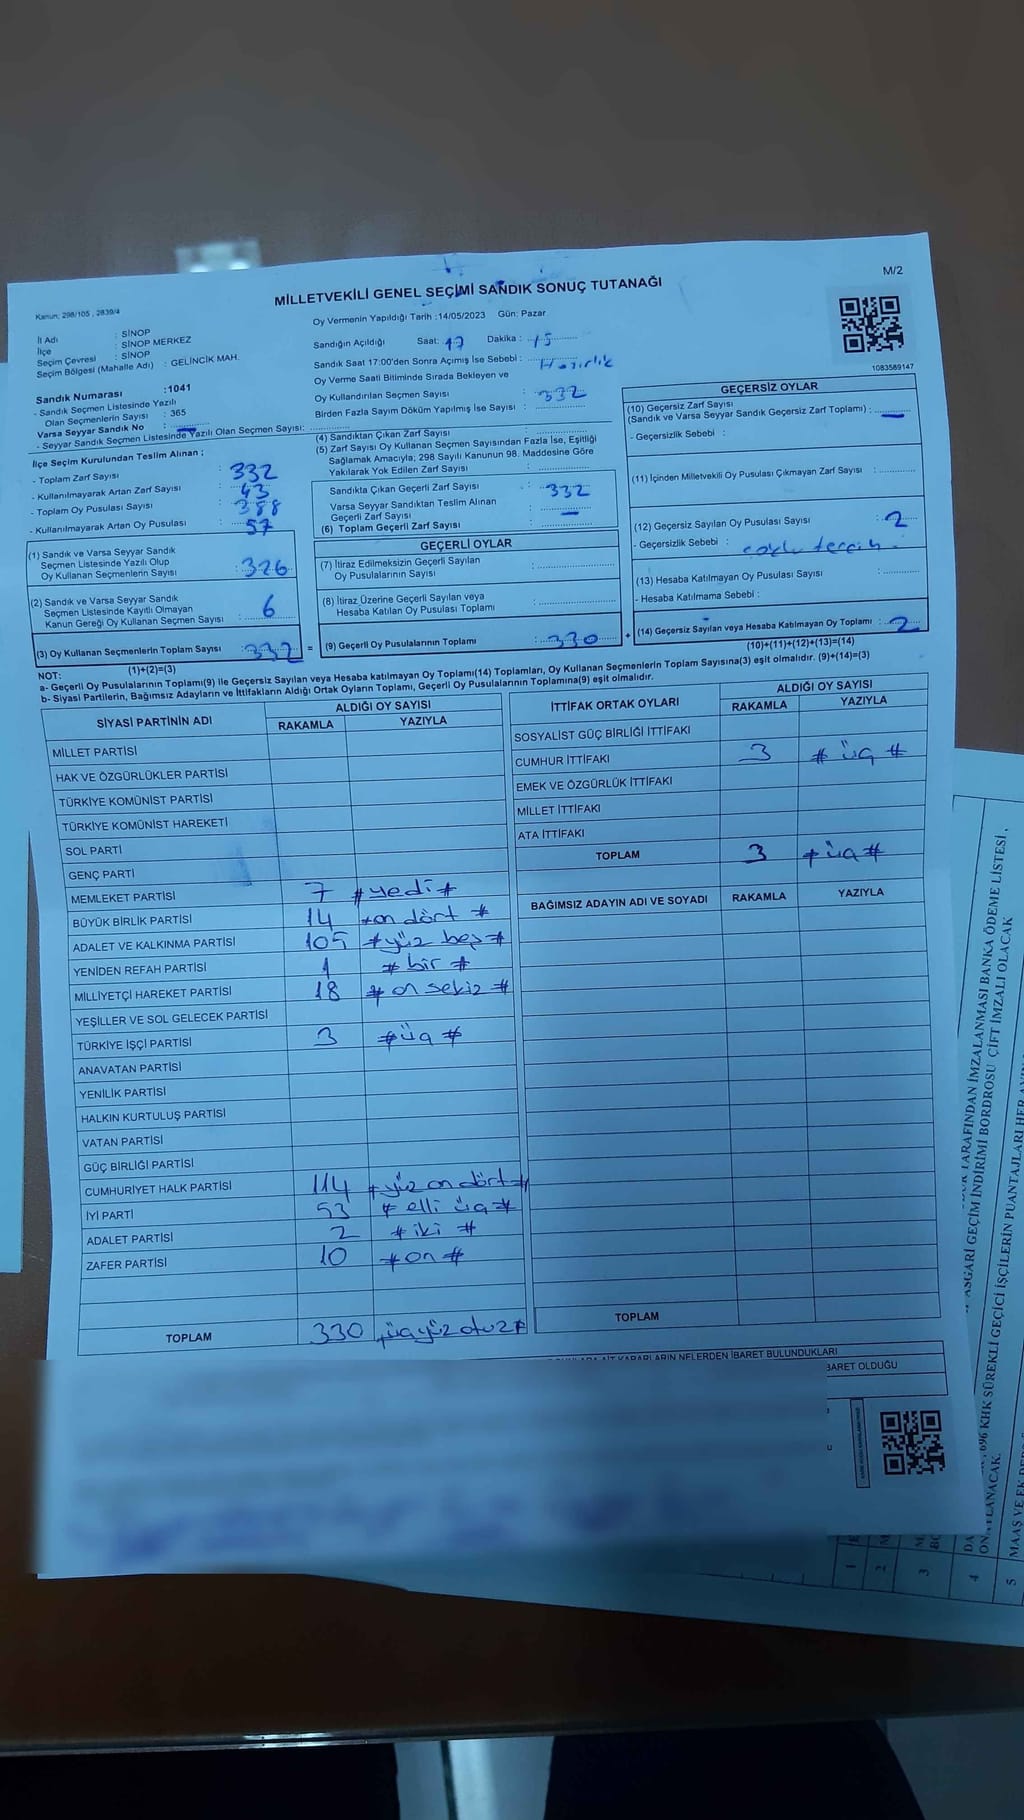 M/2
MİLLETVEKİLİ GENEL SEÇİMİ SANDIK SONUÇ TUTANAĞI
Kanun: 298/105 , 2839/4
Oy Vermenin Yapıldığı Tarih :14/05/2023 Gün: Pazar
İl Adı : SİNOP
İlçe : SİNOP MERKEZ
Seçim Çevresi : SİNOP
Seçim Bölgesi (Mahalle Adı) : GELİNCİK MAH.
Sandık Numarası :1041
- Sandık Seçmen Listesinde Yazılı
Olan Seçmenlerin Sayısı : 365
Varsa Seyyar Sandık No : —
- Seyyar Sandık Seçmen Listesinde Yazılı Olan Seçmen Sayısı:
Sandığın Açıldığı Saat: 17 Dakika : 15
Sandık Saat 17:00'den Sonra Açımış İse Sebebi : Hazırlık
Oy Verme Saati Bitiminde Sırada Bekleyen ve
Oy Kullandırılan Seçmen Sayısı : 332
Birden Fazla Sayım Döküm Yapılmış İse Sayısı :
1083589147
İlçe Seçim Kurulundan Teslim Alınan ;
- Toplam Zarf Sayısı : 332
- Kullanılmayarak Artan Zarf Sayısı : 43
- Toplam Oy Pusulası Sayısı : 388
- Kullanılmayarak Artan Oy Pusulası : 57
(1) Sandık ve Varsa Seyyar Sandık
Seçmen Listesinde Yazılı Olup
Oy Kullanan Seçmenlerin Sayısı : 326
(2) Sandık ve Varsa Seyyar Sandık
Seçmen Listesinde Kayıtlı Olmayan
Kanun Gereği Oy Kullanan Seçmen Sayısı : 6
(3) Oy Kullanan Seçmenlerin Toplam Sayısı : 332 =
(1)+(2)=(3)
(4) Sandıktan Çıkan Zarf Sayısı :
(5) Zarf Sayısı Oy Kullanan Seçmen Sayısından Fazla İse, Eşitliği
Sağlamak Amacıyla; 298 Sayılı Kanunun 98. Maddesine Göre
Yakılarak Yok Edilen Zarf Sayısı :
Sandıkta Çıkan Geçerli Zarf Sayısı : 332
Varsa Seyyar Sandıktan Teslim Alınan
Geçerli Zarf Sayısı : —
(6) Toplam Geçerli Zarf Sayısı :
GEÇERLİ OYLAR
(7) İtiraz Edilmeksizin Geçerli Sayılan
Oy Pusulalarının Sayısı :
(8) İtiraz Üzerine Geçerli Sayılan veya
Hesaba Katılan Oy Pusulası Toplamı :
(9) Geçerli Oy Pusulalarının Toplamı : 330 +
GEÇERSİZ OYLAR
(10) Geçersiz Zarf Sayısı
(Sandık ve Varsa Seyyar Sandık Geçersiz Zarf Toplamı) : —
- Geçersizlik Sebebi :
(11) İçinden Milletvekili Oy Pusulası Çıkmayan Zarf Sayısı :
(12) Geçersiz Sayılan Oy Pusulası Sayısı : 2
- Geçersizlik Sebebi : çoklu tercih.
(13) Hesaba Katılmayan Oy Pusulası Sayısı :
- Hesaba Katılmama Sebebi :
(14) Geçersiz Sayılan veya Hesaba Katılmayan Oy Toplamı : 2
(10)+(11)+(12)+(13)=(14)
NOT:
a- Geçerli Oy Pusulalarının Toplamı(9) ile Geçersiz Sayılan veya Hesaba katılmayan Oy Toplamı(14) Toplamları, Oy Kullanan Seçmenlerin Toplam Sayısına(3) eşit olmalıdır. (9)+(14)=(3)
b- Siyasi Partilerin, Bağımsız Adayların ve İttifakların Aldığı Ortak Oyların Toplamı, Geçerli Oy Pusulalarının Toplamına(9) eşit olmalıdır.
SİYASİ PARTİNİN ADI
ALDIĞI OY SAYISI
RAKAMLA YAZIYLA
MİLLET PARTİSİ
HAK VE ÖZGÜRLÜKLER PARTİSİ
TÜRKİYE KOMÜNİST PARTİSİ
TÜRKİYE KOMÜNİST HAREKETİ
SOL PARTİ
GENÇ PARTİ
MEMLEKET PARTİSİ 7 #yedi#
BÜYÜK BİRLİK PARTİSİ 14 #on dört #
ADALET VE KALKINMA PARTİSİ 105 #yüz beş#
YENİDEN REFAH PARTİSİ 1 # bir #
MİLLİYETÇİ HAREKET PARTİSİ 18 # on sekiz #
YEŞİLLER VE SOL GELECEK PARTİSİ
TÜRKİYE İŞÇİ PARTİSİ 3 #üç #
ANAVATAN PARTİSİ
YENİLİK PARTİSİ
HALKIN KURTULUŞ PARTİSİ
VATAN PARTİSİ
GÜÇ BİRLİĞİ PARTİSİ
CUMHURİYET HALK PARTİSİ 114 #yüz on dört#
İYİ PARTİ 53 # elli üç#
ADALET PARTİSİ 2 # iki #
ZAFER PARTİSİ 10 #on #
TOPLAM 330 #üçyüz otuz#
İTTİFAK ORTAK OYLARI
ALDIĞI OY SAYISI
RAKAMLA YAZIYLA
SOSYALİST GÜÇ BİRLİĞİ İTTİFAKI
CUMHUR İTTİFAKI 3 # üç #
EMEK VE ÖZGÜRLÜK İTTİFAKI
MİLLET İTTİFAKI
ATA İTTİFAKI
TOPLAM 3 # üç#
BAĞIMSIZ ADAYIN ADI VE SOYADI RAKAMLA YAZIYLA
TOPLAM
KARARLARIN NELERDEN İBARET BULUNDUKLARI
BARET OLDUĞU
TARAFINDAN İMZALANMASI BANKA ÖDEME LİSTESİ,
ASGARİ GEÇİM İNDİRİMİ BORDROSU ÇİFT İMZALI OLACAK
696 KHK SÜREKLİ GEÇİCİ İŞÇİLERİN PUANTAJLARI HER AYIN
1
2
3
4
5 MAAŞ VE EK DERS